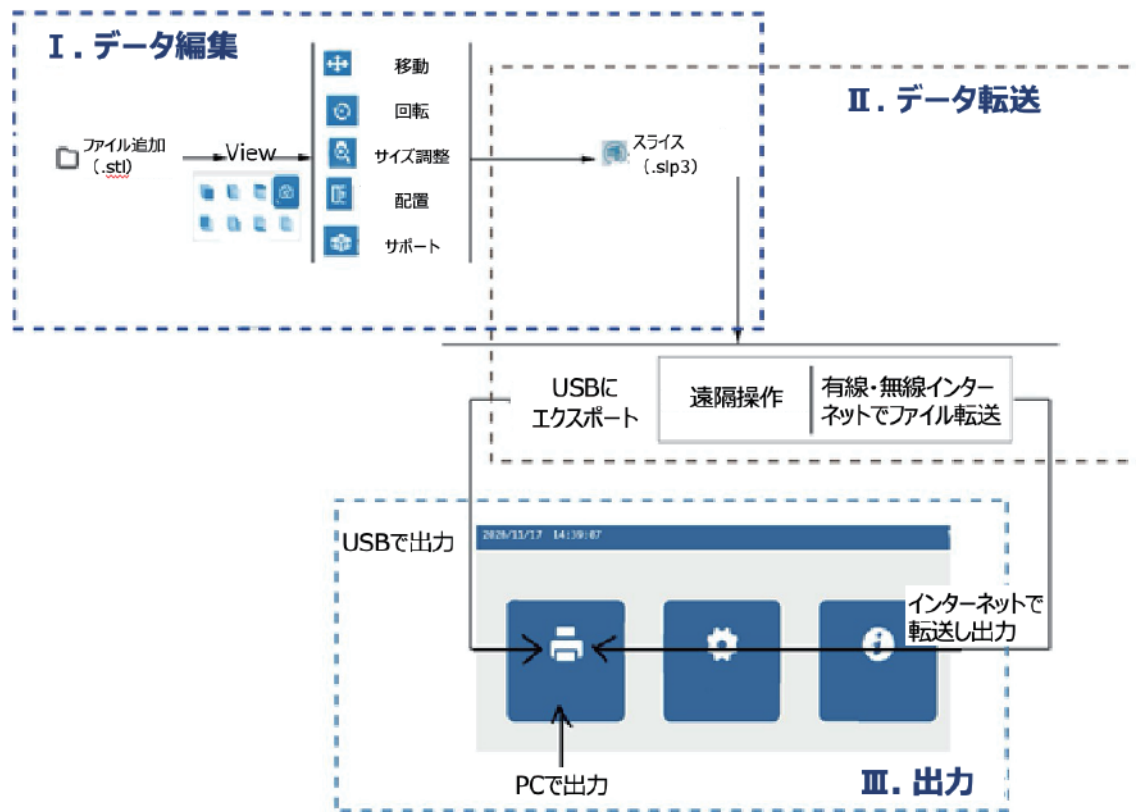 Ⅰ. データ編集
移動
回転
サイズ調整
配置
サポート
ファイル追加
(.stl)
View
スライス
(.slp3)
Ⅱ. データ転送
USBに
エクスポート
遠隔操作
有線・無線インター
ネットでファイル転送
USBで出力
2020/11/17 14:39:07
インターネットで
転送し出力
PCで出力
Ⅲ. 出力